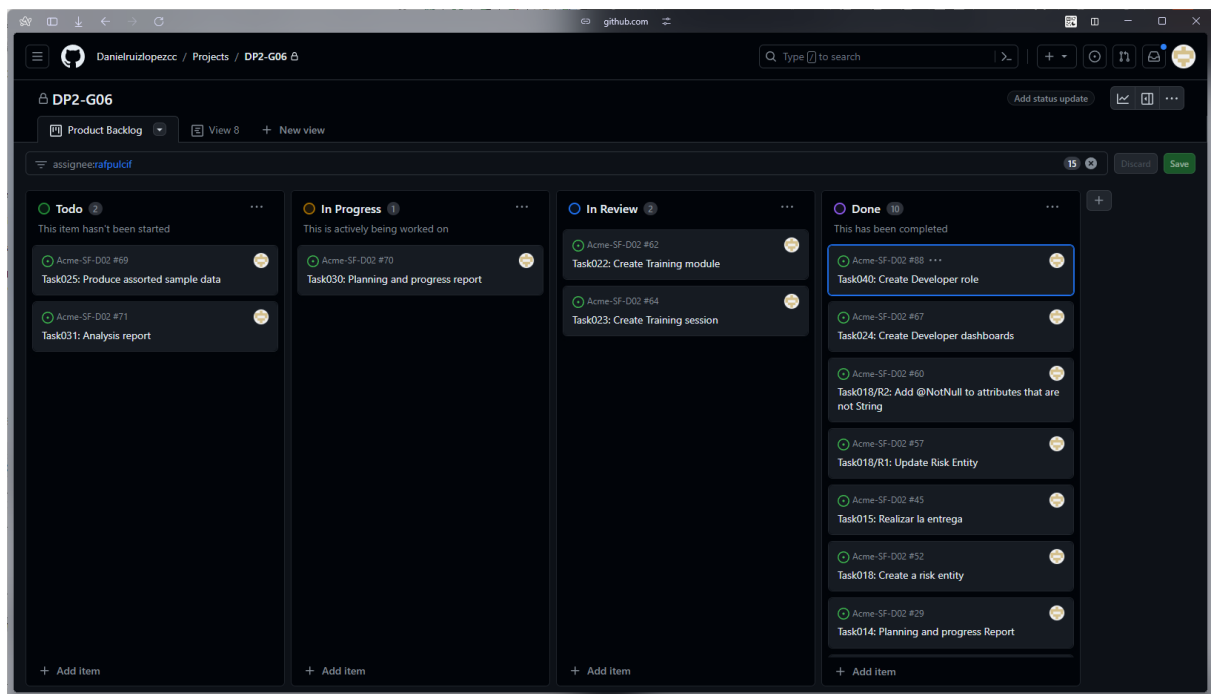 github.com
Danielruizlopezcc / Projects / DP2-G06
Type / to search
DP2-G06
Add status update
Product Backlog
View 8
+ New view
assignee:rafpulcif
15
Discard
Save
Todo 2
This item hasn't been started
Acme-SF-D02 #69
Task025: Produce assorted sample data
Acme-SF-D02 #71
Task031: Analysis report
+ Add item
In Progress 1
This is actively being worked on
Acme-SF-D02 #70
Task030: Planning and progress report
+ Add item
In Review 2
Acme-SF-D02 #62
Task022: Create Training module
Acme-SF-D02 #64
Task023: Create Training session
+ Add item
Done 10
This has been completed
Acme-SF-D02 #88
Task040: Create Developer role
Acme-SF-D02 #67
Task024: Create Developer dashboards
Acme-SF-D02 #60
Task018/R2: Add @NotNull to attributes that are
not String
Acme-SF-D02 #57
Task018/R1: Update Risk Entity
Acme-SF-D02 #45
Task015: Realizar la entrega
Acme-SF-D02 #52
Task018: Create a risk entity
Acme-SF-D02 #29
Task014: Planning and progress Report
+ Add item